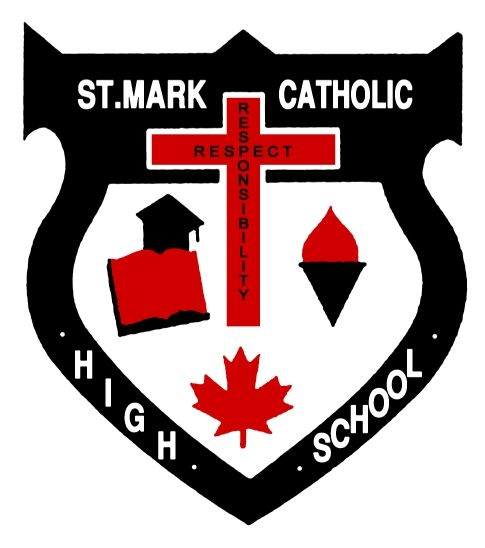 ST.MARK CATHOLIC
RESPECT
RESPONSIBILITY
· HIGH ·
· SCHOOL ·